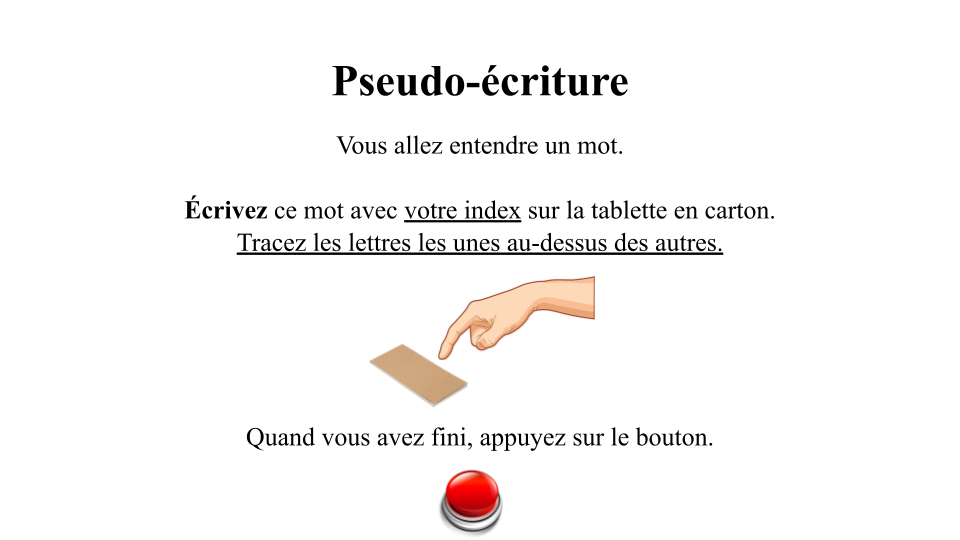 Pseudo-écriture
Vous allez entendre un mot.
Écrivez ce mot avec votre index sur la tablette en carton.
Tracez les lettres les unes au-dessus des autres.
Quand vous avez fini, appuyez sur le bouton.